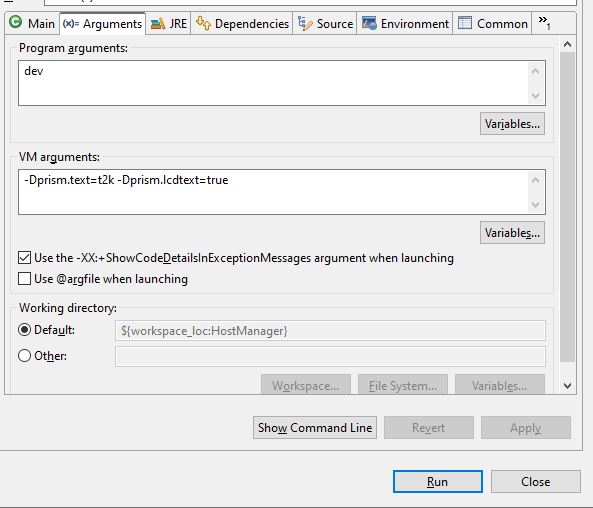 Main (x)= Arguments JRE Dependencies Source Environment Common »1
Program arguments:
dev
Variables...
VM arguments:
-Dprism.text=t2k -Dprism.lcdtext=true
Variables...
Use the -XX:+ShowCodeDetailsInExceptionMessages argument when launching
Use @argfile when launching
Working directory:
Default: ${workspace_loc:HostManager}
Other:
Workspace... File System... Variables...
Show Command Line Revert Apply
Run Close